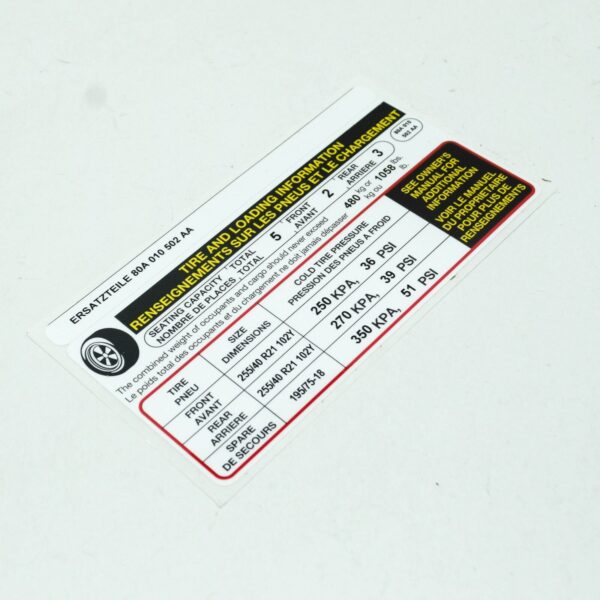 ERSATZTEILE 80A 010 502 AA
TIRE AND LOADING INFORMATION
RENSEIGNEMENTS SUR LES PNEUS ET LE CHARGEMENT
80A 010
502 AA
SEATING CAPACITY TOTAL 5 FRONT 2 REAR 3
NOMBRE DE PLACES TOTAL AVANT ARRIERE
The combined weight of occupants and cargo should never exceed 480 kg or 1058 lbs.
Le poids total des occupants et du chargement ne doit jamais dépasser kg ou lb.
TIRE SIZE COLD TIRE PRESSURE
PNEU DIMENSIONS PRESSION DES PNEUS A FROID
FRONT
AVANT 255/40 R21 102Y 250 KPA, 36 PSI
REAR
ARRIERE 255/40 R21 102Y 270 KPA, 39 PSI
SPARE
DE SECOURS 195/75-18 350 KPA, 51 PSI
SEE OWNER'S
MANUAL FOR
ADDITIONAL
INFORMATION
VOIR LE MANUEL
DU PROPRIETAIRE
POUR PLUS DE
RENSEIGNEMENTS